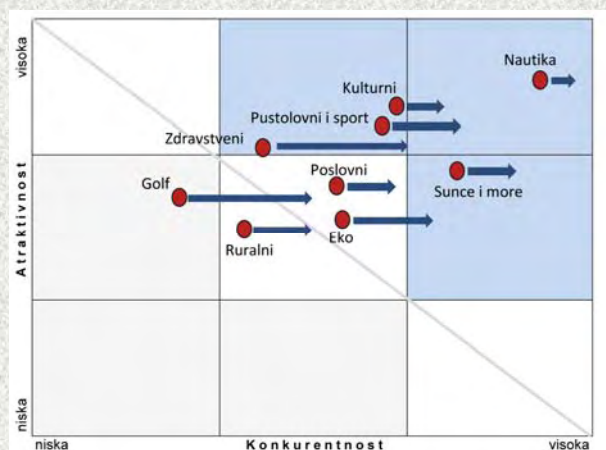 visoka
Nautika
Kulturni
Pustolovni i sport
Zdravstveni
Poslovni
Golf
Sunce i more
Ruralni
Eko
Atraktivnost
niska
niska
Konkurentnost
visoka